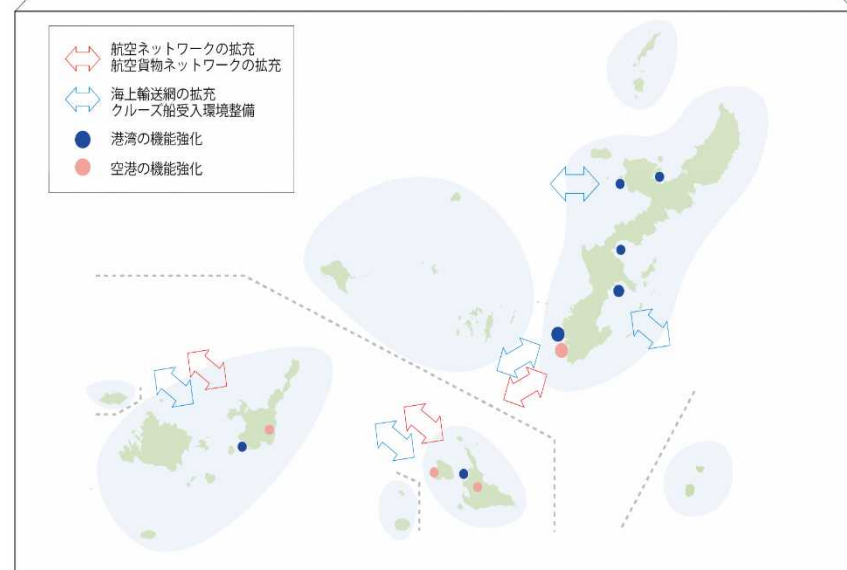 航空ネットワークの拡充
航空貨物ネットワークの拡充
海上輸送網の拡充
クルーズ船受入環境整備
港湾の機能強化
空港の機能強化